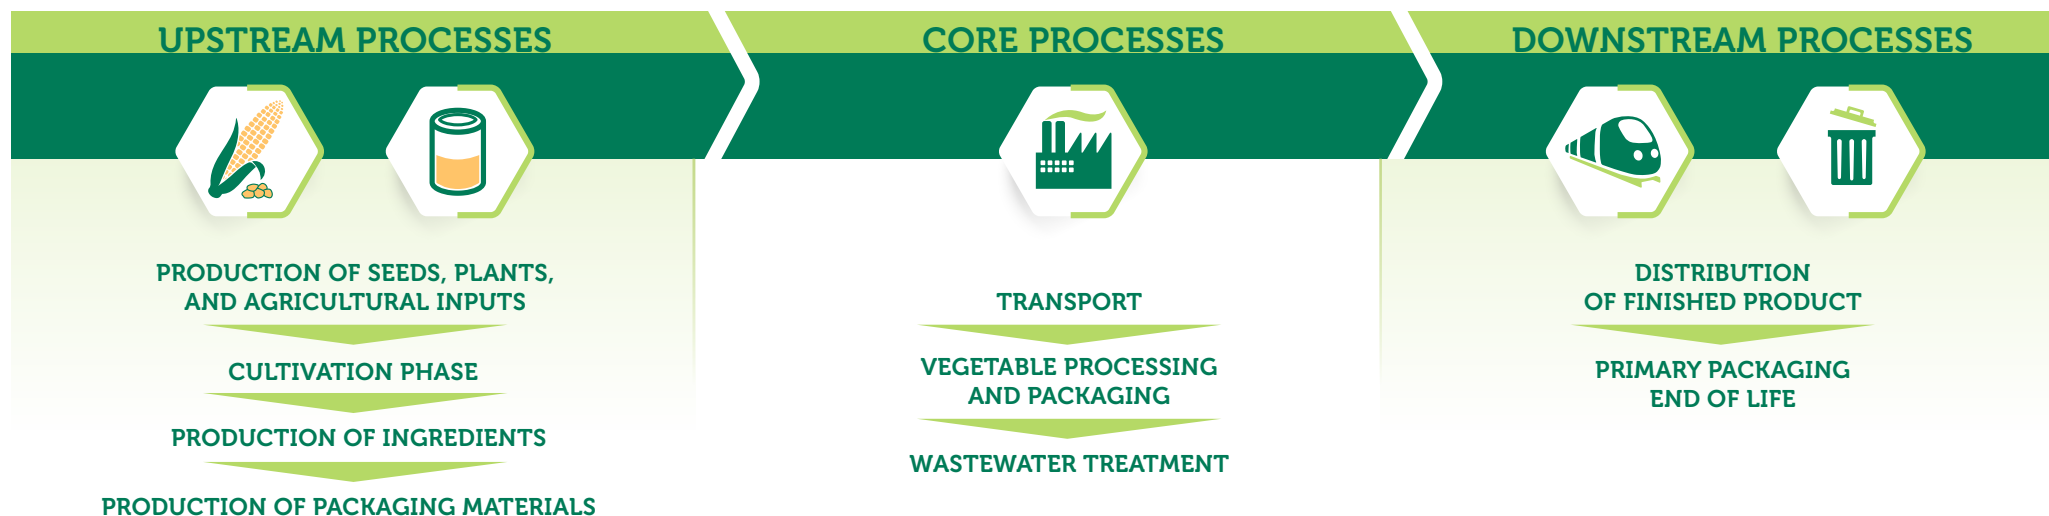 UPSTREAM PROCESSES
PRODUCTION OF SEEDS, PLANTS,
AND AGRICULTURAL INPUTS
CULTIVATION PHASE
PRODUCTION OF INGREDIENTS
PRODUCTION OF PACKAGING MATERIALS
CORE PROCESSES
TRANSPORT
VEGETABLE PROCESSING
AND PACKAGING
WASTEWATER TREATMENT
DOWNSTREAM PROCESSES
DISTRIBUTION
OF FINISHED PRODUCT
PRIMARY PACKAGING
END OF LIFE